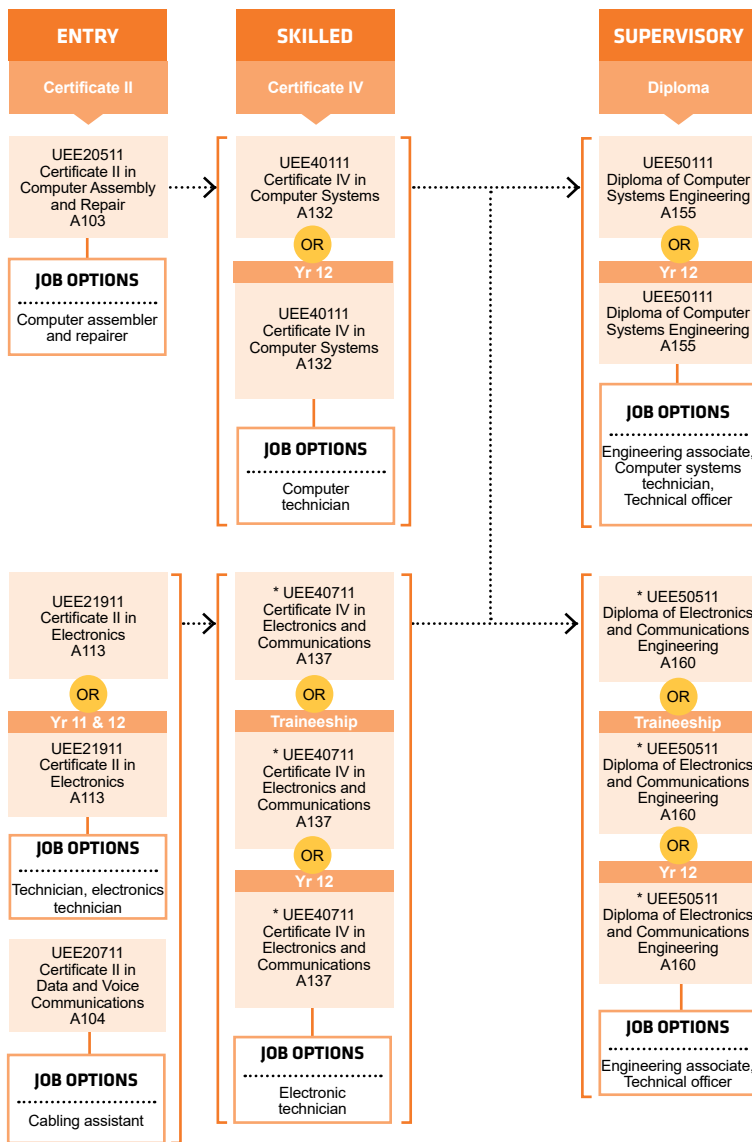 ENTRY
Certificate II
UEE20511
Certificate II in
Computer Assembly
and Repair
A103
JOB OPTIONS
Computer assembler
and repairer
UEE21911
Certificate II in
Electronics
A113
OR
Yr 11 & 12
UEE21911
Certificate II in
Electronics
A113
JOB OPTIONS
Technician, electronics
technician
UEE20711
Certificate II in
Data and Voice
Communications
A104
JOB OPTIONS
Cabling assistant
SKILLED
Certificate IV
UEE40111
Certificate IV in
Computer Systems
A132
OR
Yr 12
UEE40111
Certificate IV in
Computer Systems
A132
JOB OPTIONS
Computer
technician
* UEE40711
Certificate IV in
Electronics and
Communications
A137
OR
Traineeship
* UEE40711
Certificate IV in
Electronics and
Communications
A137
OR
Yr 12
* UEE40711
Certificate IV in
Electronics and
Communications
A137
JOB OPTIONS
Electronic
technician
SUPERVISORY
Diploma
UEE50111
Diploma of Computer
Systems Engineering
A155
OR
Yr 12
UEE50111
Diploma of Computer
Systems Engineering
A155
JOB OPTIONS
Engineering associate,
Computer systems
technician,
Technical officer
* UEE50511
Diploma of Electronics
and Communications
Engineering
A160
OR
Traineeship
* UEE50511
Diploma of Electronics
and Communications
Engineering
A160
OR
Yr 12
* UEE50511
Diploma of Electronics
and Communications
Engineering
A160
JOB OPTIONS
Engineering associate,
Technical officer